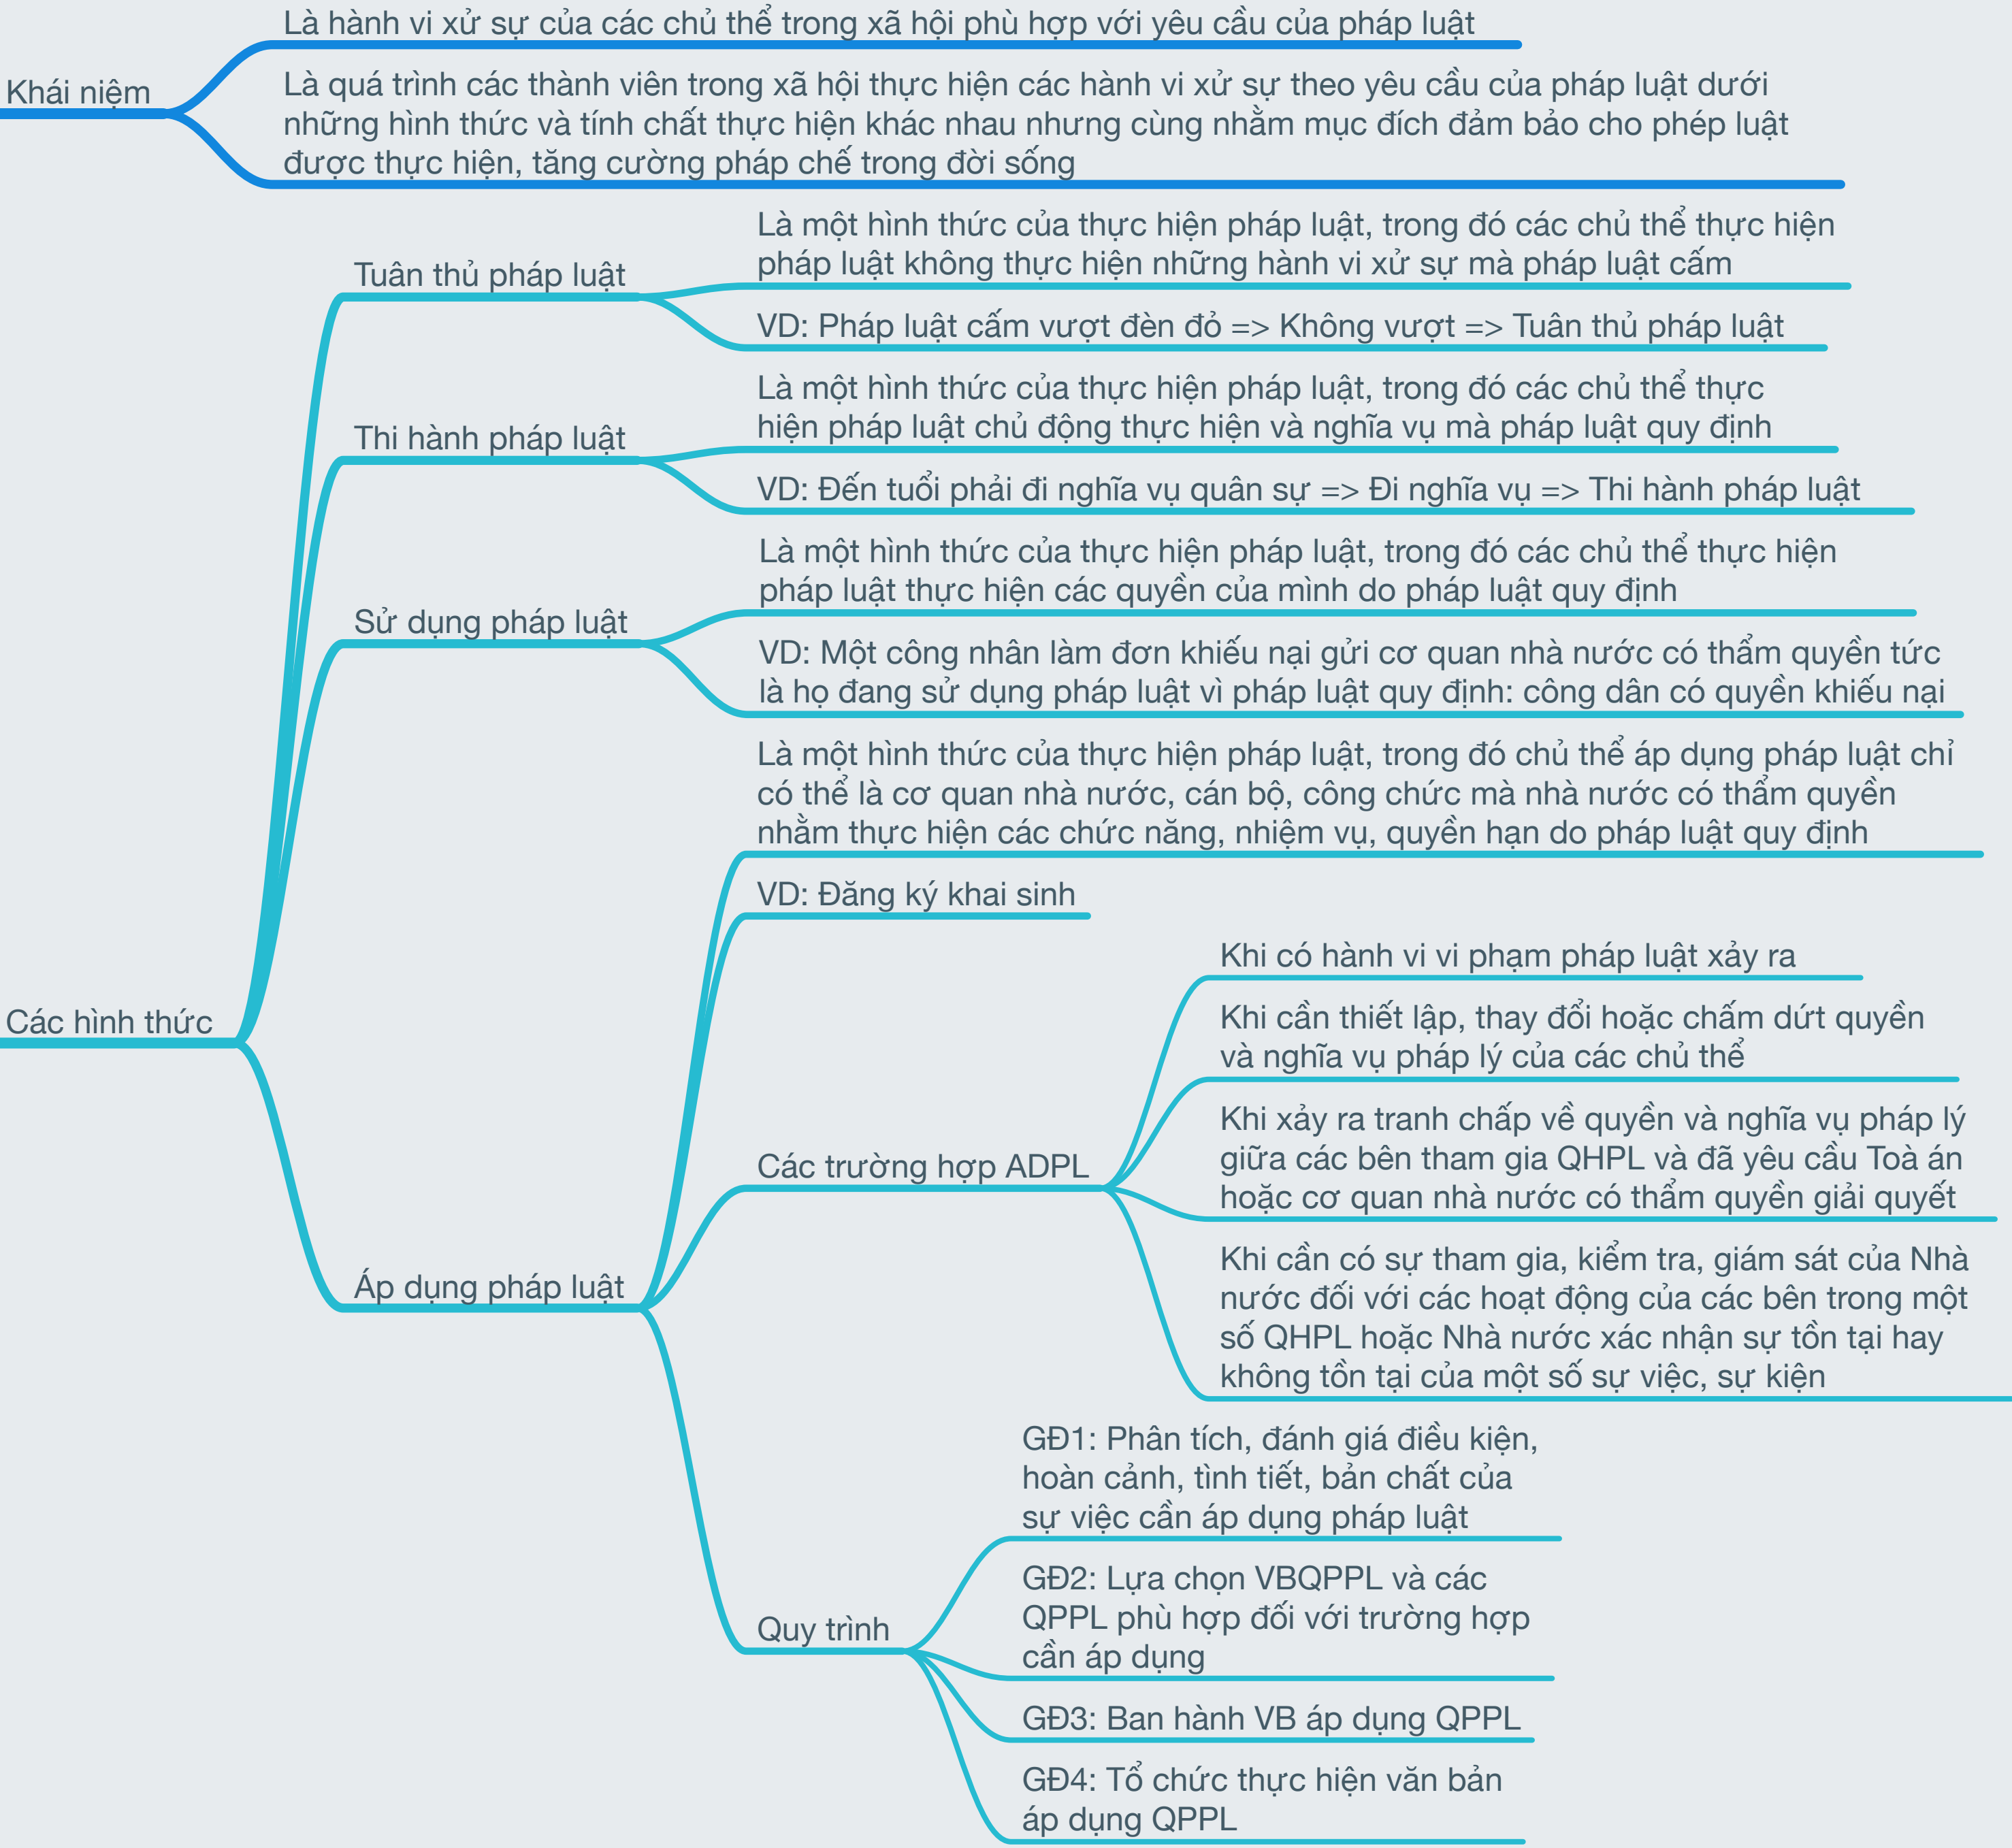 Khái niệm
Là hành vi xử sự của các chủ thể trong xã hội phù hợp với yêu cầu của pháp luật
Là quá trình các thành viên trong xã hội thực hiện các hành vi xử sự theo yêu cầu của pháp luật dưới
những hình thức và tính chất thực hiện khác nhau nhưng cùng nhằm mục đích đảm bảo cho phép luật
được thực hiện, tăng cường pháp chế trong đời sống
Các hình thức
Tuân thủ pháp luật
Là một hình thức của thực hiện pháp luật, trong đó các chủ thể thực hiện
pháp luật không thực hiện những hành vi xử sự mà pháp luật cấm
VD: Pháp luật cấm vượt đèn đỏ => Không vượt => Tuân thủ pháp luật
Thi hành pháp luật
Là một hình thức của thực hiện pháp luật, trong đó các chủ thể thực
hiện pháp luật chủ động thực hiện và nghĩa vụ mà pháp luật quy định
VD: Đến tuổi phải đi nghĩa vụ quân sự => Đi nghĩa vụ => Thi hành pháp luật
Sử dụng pháp luật
Là một hình thức của thực hiện pháp luật, trong đó các chủ thể thực hiện
pháp luật thực hiện các quyền của mình do pháp luật quy định
VD: Một công nhân làm đơn khiếu nại gửi cơ quan nhà nước có thẩm quyền tức
là họ đang sử dụng pháp luật vì pháp luật quy định: công dân có quyền khiếu nại
Áp dụng pháp luật
Là một hình thức của thực hiện pháp luật, trong đó chủ thể áp dụng pháp luật chỉ
có thể là cơ quan nhà nước, cán bộ, công chức mà nhà nước có thẩm quyền
nhằm thực hiện các chức năng, nhiệm vụ, quyền hạn do pháp luật quy định
VD: Đăng ký khai sinh
Các trường hợp ADPL
Khi có hành vi vi phạm pháp luật xảy ra
Khi cần thiết lập, thay đổi hoặc chấm dứt quyền
và nghĩa vụ pháp lý của các chủ thể
Khi xảy ra tranh chấp về quyền và nghĩa vụ pháp lý
giữa các bên tham gia QHPL và đã yêu cầu Toà án
hoặc cơ quan nhà nước có thẩm quyền giải quyết
Khi cần có sự tham gia, kiểm tra, giám sát của Nhà
nước đối với các hoạt động của các bên trong một
số QHPL hoặc Nhà nước xác nhận sự tồn tại hay
không tồn tại của một số sự việc, sự kiện
Quy trình
GĐ1: Phân tích, đánh giá điều kiện,
hoàn cảnh, tình tiết, bản chất của
sự việc cần áp dụng pháp luật
GĐ2: Lựa chọn VBQPPL và các
QPPL phù hợp đối với trường hợp
cần áp dụng
GĐ3: Ban hành VB áp dụng QPPL
GĐ4: Tổ chức thực hiện văn bản
áp dụng QPPL